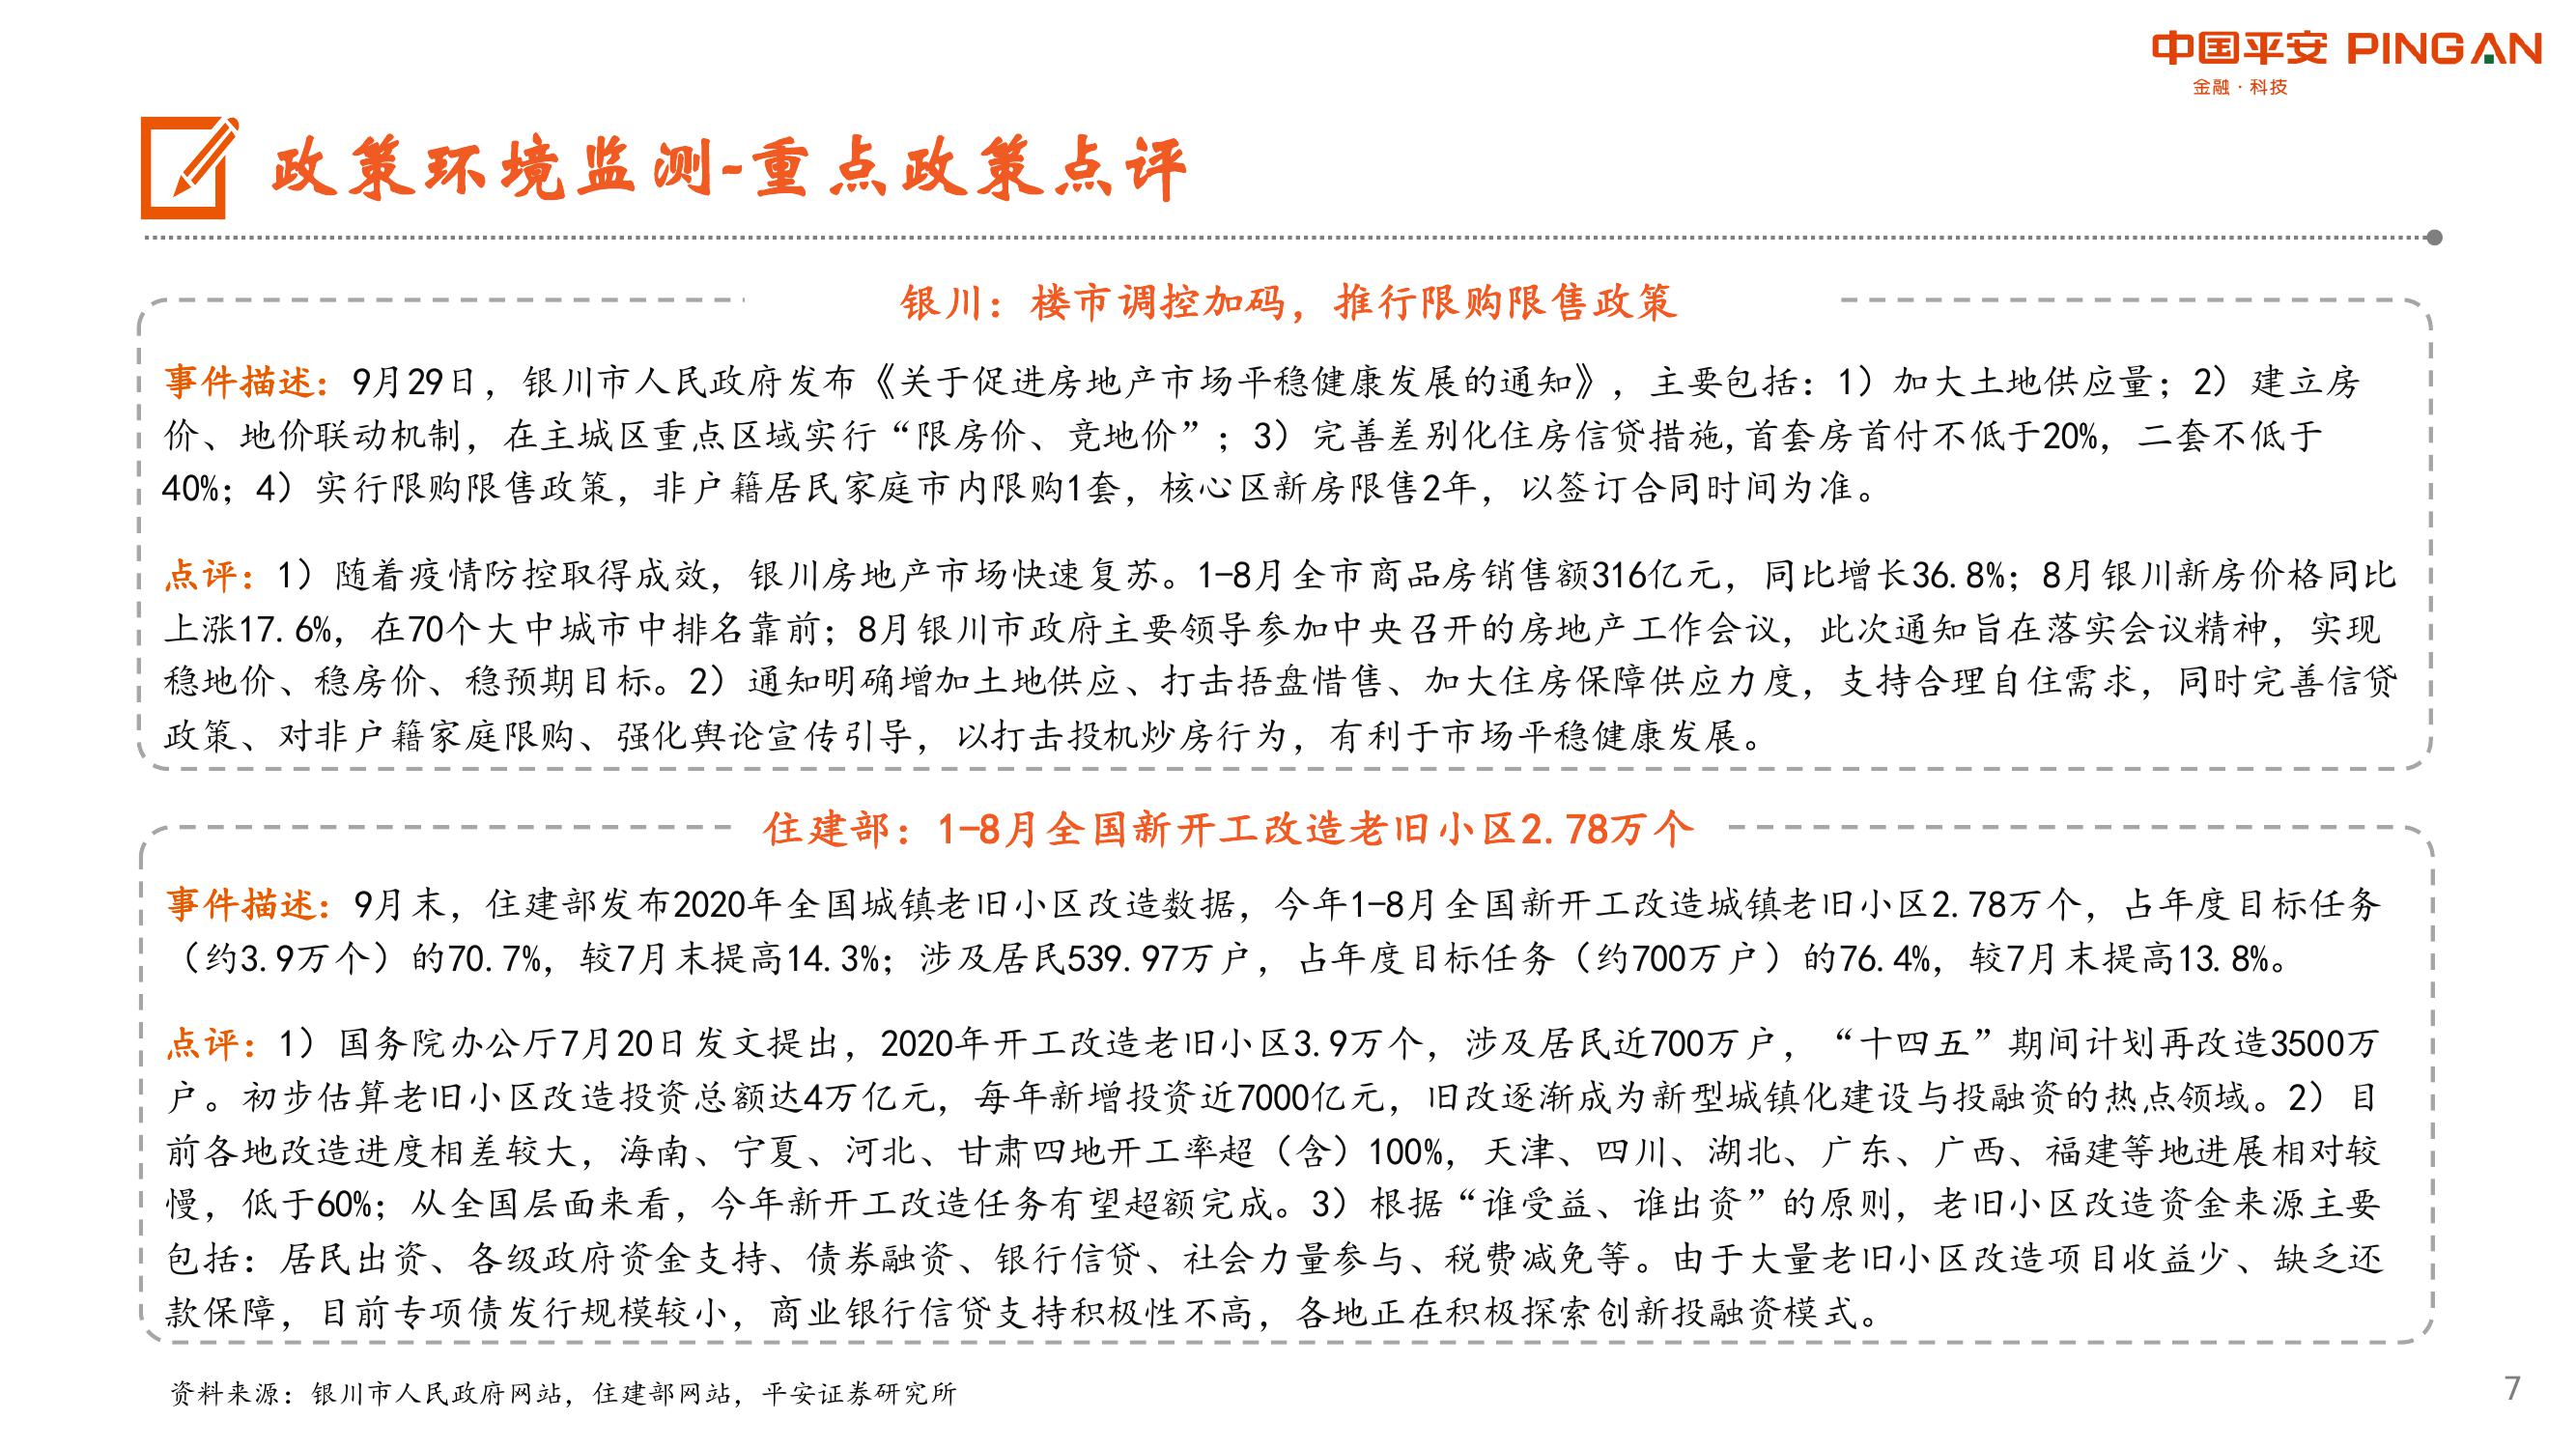 中国平安 PINGAN
金融·科技
政策环境监测-重点政策点评
银川：楼市调控加码，推行限购限售政策
事件描述：9月29日，银川市人民政府发布《关于促进房地产市场平稳健康发展的通知》，主要包括：1）加大土地供应量；2）建立房
价、地价联动机制，在主城区重点区域实行“限房价、竞地价”；3）完善差别化住房信贷措施,首套房首付不低于20%，二套不低于
40%；4）实行限购限售政策，非户籍居民家庭市内限购1套，核心区新房限售2年，以签订合同时间为准。
点评：1）随着疫情防控取得成效，银川房地产市场快速复苏。1-8月全市商品房销售额316亿元，同比增长36.8%；8月银川新房价格同比
上涨17.6%，在70个大中城市中排名靠前；8月银川市政府主要领导参加中央召开的房地产工作会议，此次通知旨在落实会议精神，实现
稳地价、稳房价、稳预期目标。2）通知明确增加土地供应、打击捂盘惜售、加大住房保障供应力度，支持合理自住需求，同时完善信贷
政策、对非户籍家庭限购、强化舆论宣传引导，以打击投机炒房行为，有利于市场平稳健康发展。
住建部：1-8月全国新开工改造老旧小区2.78万个
事件描述：9月末，住建部发布2020年全国城镇老旧小区改造数据，今年1-8月全国新开工改造城镇老旧小区2.78万个，占年度目标任务
（约3.9万个）的70.7%，较7月末提高14.3%；涉及居民539.97万户，占年度目标任务（约700万户）的76.4%，较7月末提高13.8%。
点评：1）国务院办公厅7月20日发文提出，2020年开工改造老旧小区3.9万个，涉及居民近700万户，“十四五”期间计划再改造3500万
户。初步估算老旧小区改造投资总额达4万亿元，每年新增投资近7000亿元，旧改逐渐成为新型城镇化建设与投融资的热点领域。2）目
前各地改造进度相差较大，海南、宁夏、河北、甘肃四地开工率超（含）100%，天津、四川、湖北、广东、广西、福建等地进展相对较
慢，低于60%；从全国层面来看，今年新开工改造任务有望超额完成。3）根据“谁受益、谁出资”的原则，老旧小区改造资金来源主要
包括：居民出资、各级政府资金支持、债券融资、银行信贷、社会力量参与、税费减免等。由于大量老旧小区改造项目收益少、缺乏还
款保障，目前专项债发行规模较小，商业银行信贷支持积极性不高，各地正在积极探索创新投融资模式。
资料来源：银川市人民政府网站，住建部网站，平安证券研究所
7